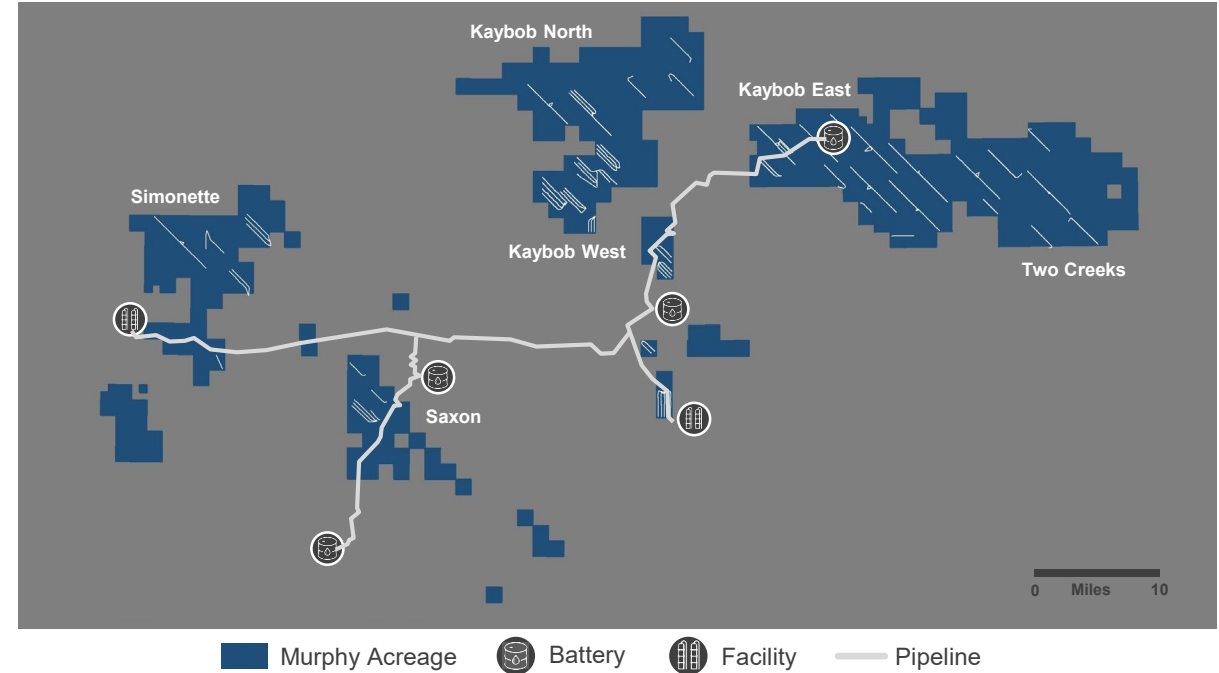 Kaybob North
Kaybob East
Simonette
Kaybob West
Two Creeks
Saxon
0 Miles 10
Murphy Acreage
Battery
Facility
Pipeline